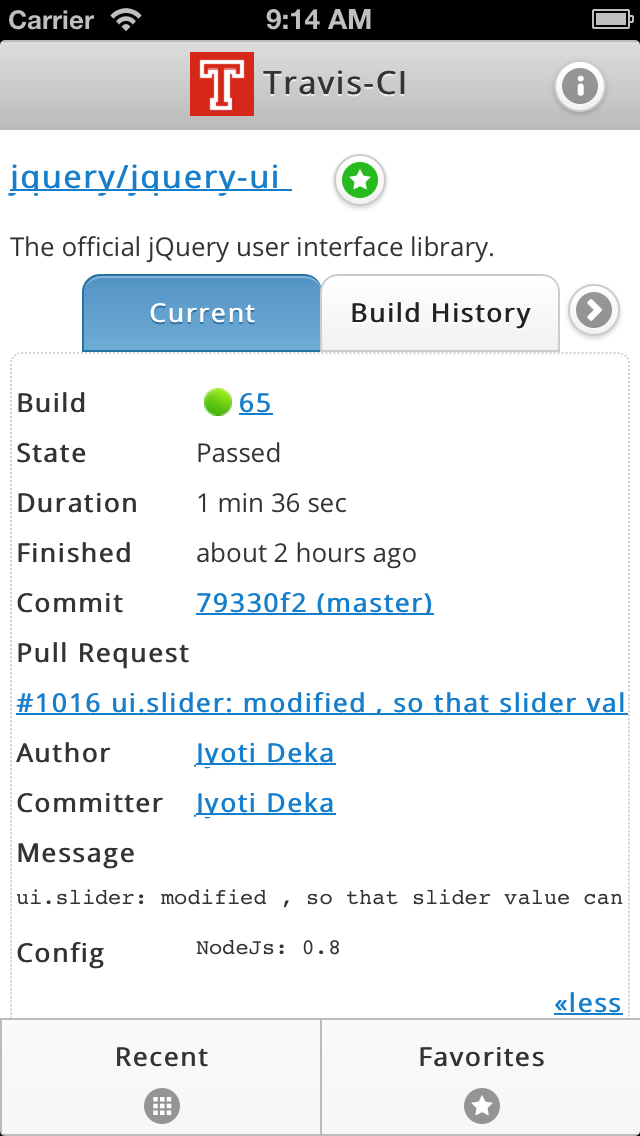 Carrier 9:14 AM
T Travis-CI
jquery/jquery-ui
The official jQuery user interface library.
Current Build History
Build 65
State Passed
Duration 1 min 36 sec
Finished about 2 hours ago
Commit 79330f2 (master)
Pull Request
#1016 ui.slider: modified , so that slider val
Author Jyoti Deka
Committer Jyoti Deka
Message
ui.slider: modified , so that slider value can
Config NodeJs: 0.8
«less
Recent Favorites